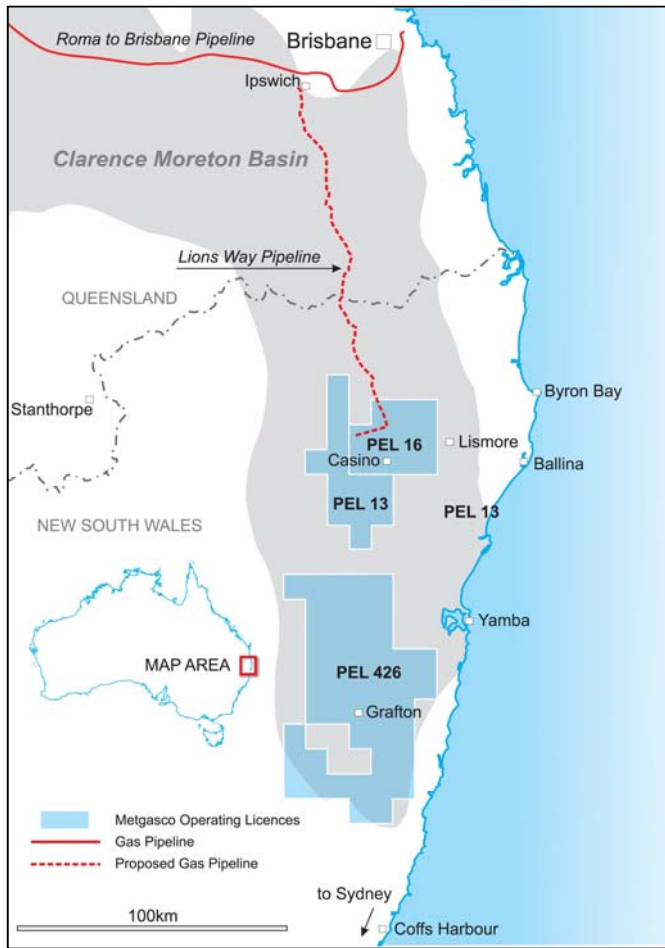 Roma to Brisbane Pipeline
Brisbane
Ipswich
Clarence Moreton Basin
Lions Way Pipeline
QUEENSLAND
Stanthorpe
Byron Bay
PEL 16
Lismore
Casino
Ballina
PEL 13
PEL 13
NEW SOUTH WALES
Yamba
MAP AREA
PEL 426
Grafton
Metgasco Operating Licences
Gas Pipeline
Proposed Gas Pipeline
to Sydney
100km
Coffs Harbour